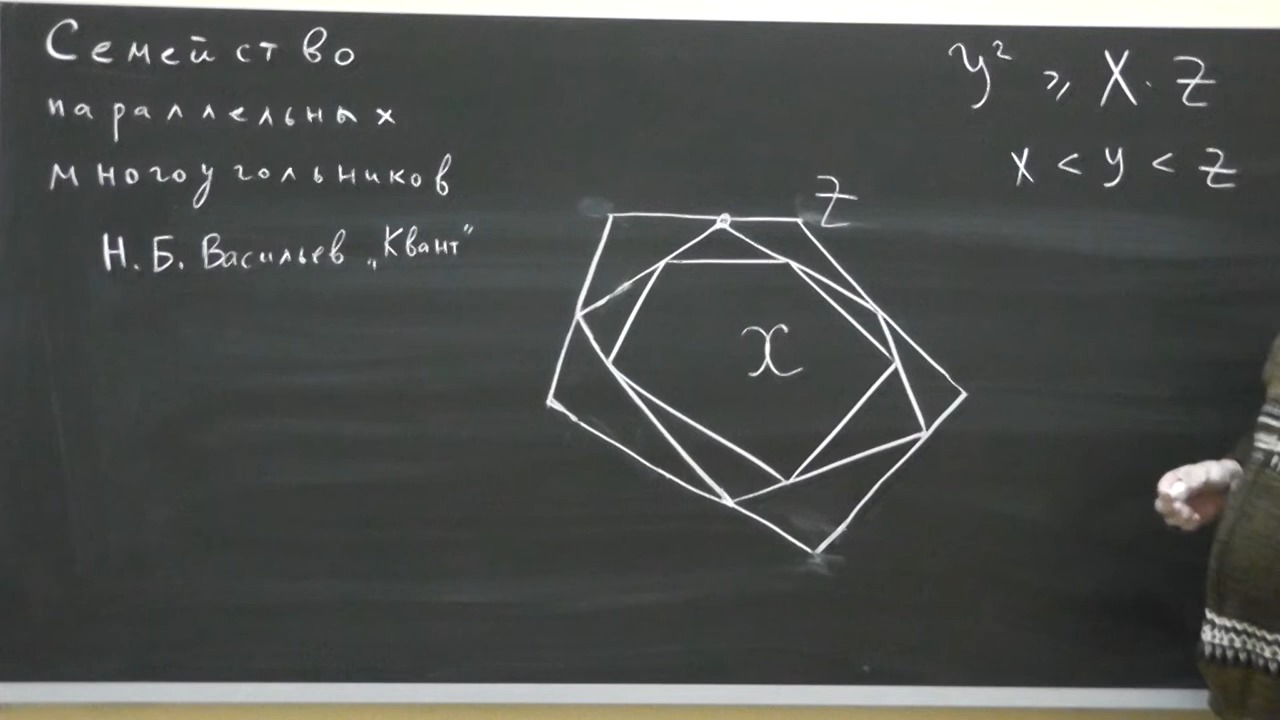 Семейство
параллельных
многоугольников
Н. Б. Васильев „Квант"
y² ⩾ X · Z
x < y < z
Z
x